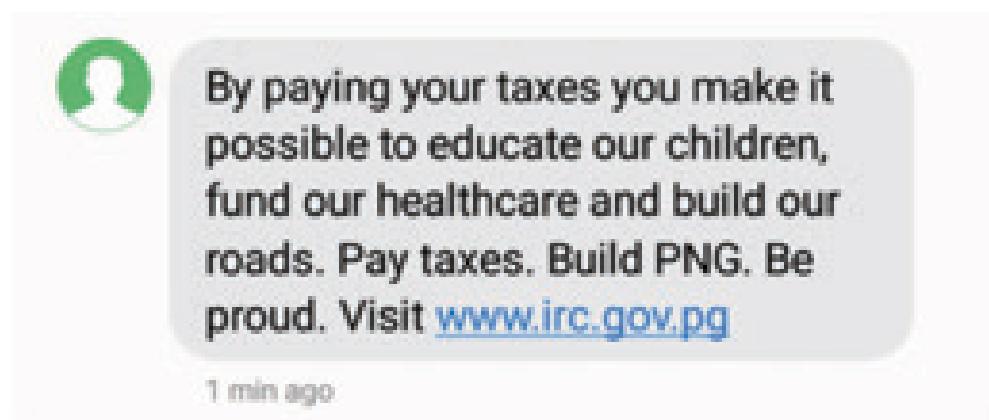 By paying your taxes you make it
possible to educate our children,
fund our healthcare and build our
roads. Pay taxes. Build PNG. Be
proud. Visit www.irc.gov.pg
1 min ago